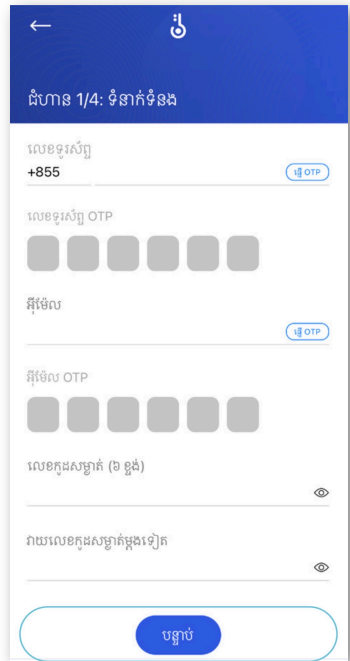 ជំហាន 1/4: ទំនាក់ទំនង
លេខទូរស័ព្ទ
+855
ផ្ញើ OTP
លេខទូរស័ព្ទ OTP
អ៊ីម៉ែល
ផ្ញើ OTP
អ៊ីម៉ែល OTP
លេខកូដសម្ងាត់ (៦ ខ្ទង់)
វាយលេខកូដសម្ងាត់ម្តងទៀត
បន្ទាប់